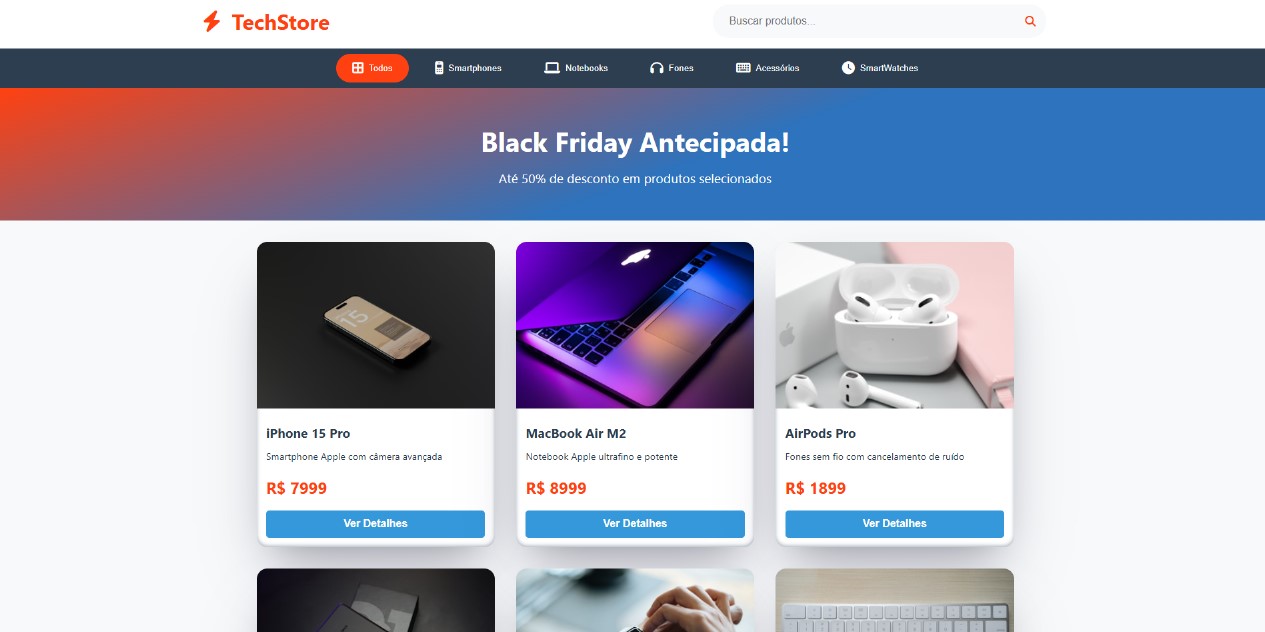 TechStore
Buscar produtos...
Todos
Smartphones
Notebooks
Fones
Acessórios
SmartWatches
Black Friday Antecipada!
Até 50% de desconto em produtos selecionados
15
iPhone 15 Pro
Smartphone Apple com câmera avançada
R$ 7999
Ver Detalhes
MacBook Air M2
Notebook Apple ultrafino e potente
R$ 8999
Ver Detalhes
AirPods Pro
Fones sem fio com cancelamento de ruído
R$ 1899
Ver Detalhes